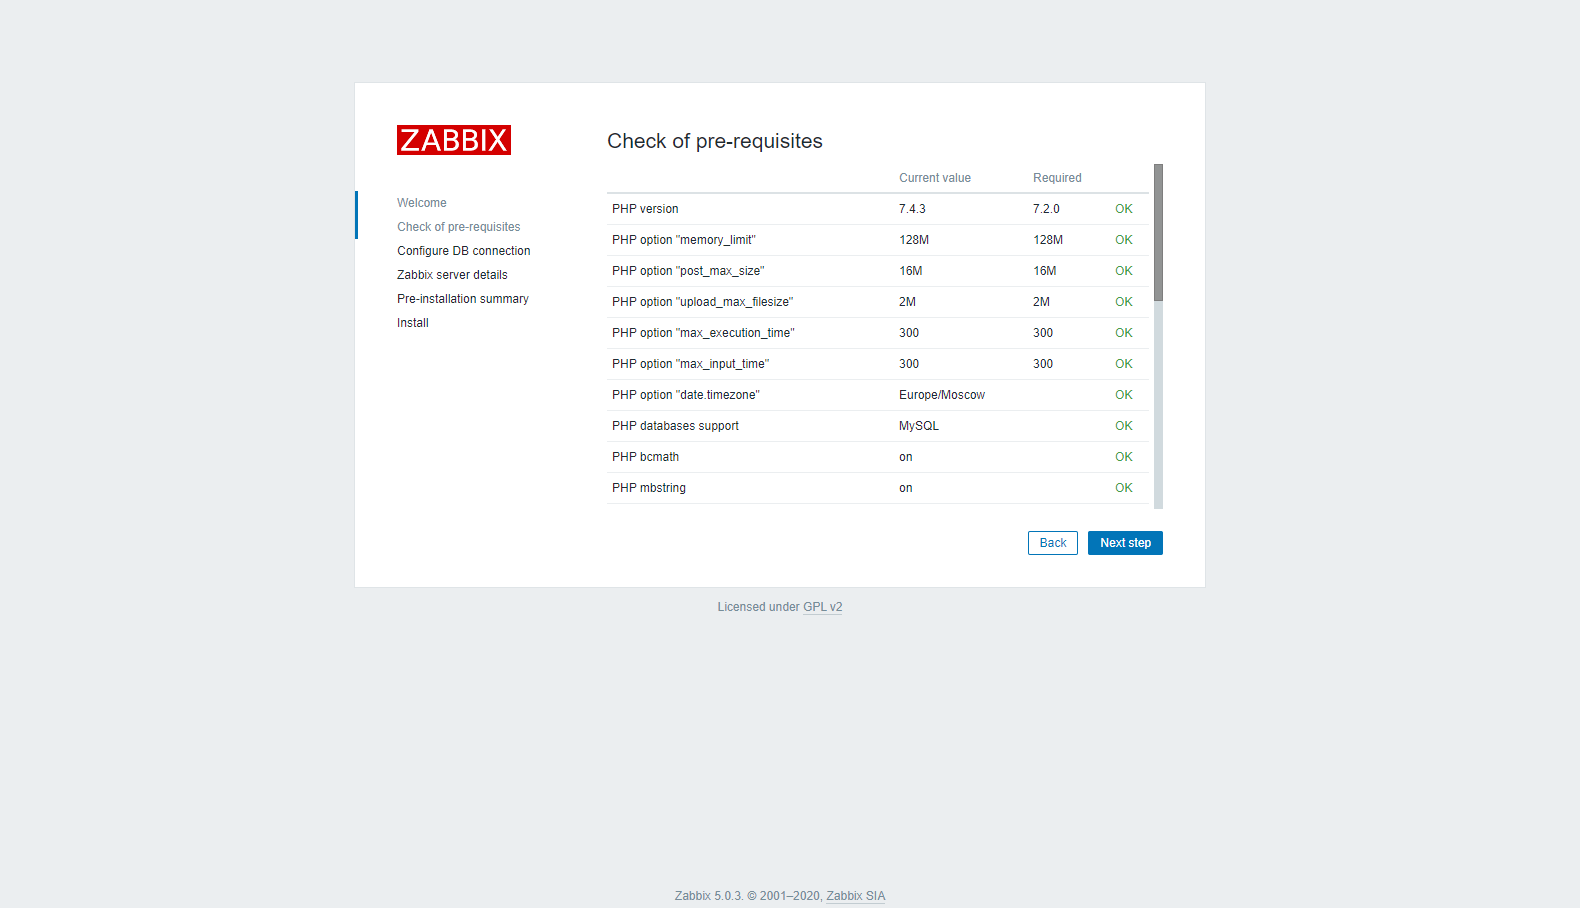 ZABBIX
Welcome
Check of pre-requisites
Configure DB connection
Zabbix server details
Pre-installation summary
Install
Check of pre-requisites
Current value Required
PHP version 7.4.3 7.2.0 OK
PHP option "memory_limit" 128M 128M OK
PHP option "post_max_size" 16M 16M OK
PHP option "upload_max_filesize" 2M 2M OK
PHP option "max_execution_time" 300 300 OK
PHP option "max_input_time" 300 300 OK
PHP option "date.timezone" Europe/Moscow OK
PHP databases support MySQL OK
PHP bcmath on OK
PHP mbstring on OK
Back Next step
Licensed under GPL v2
Zabbix 5.0.3. © 2001–2020, Zabbix SIA